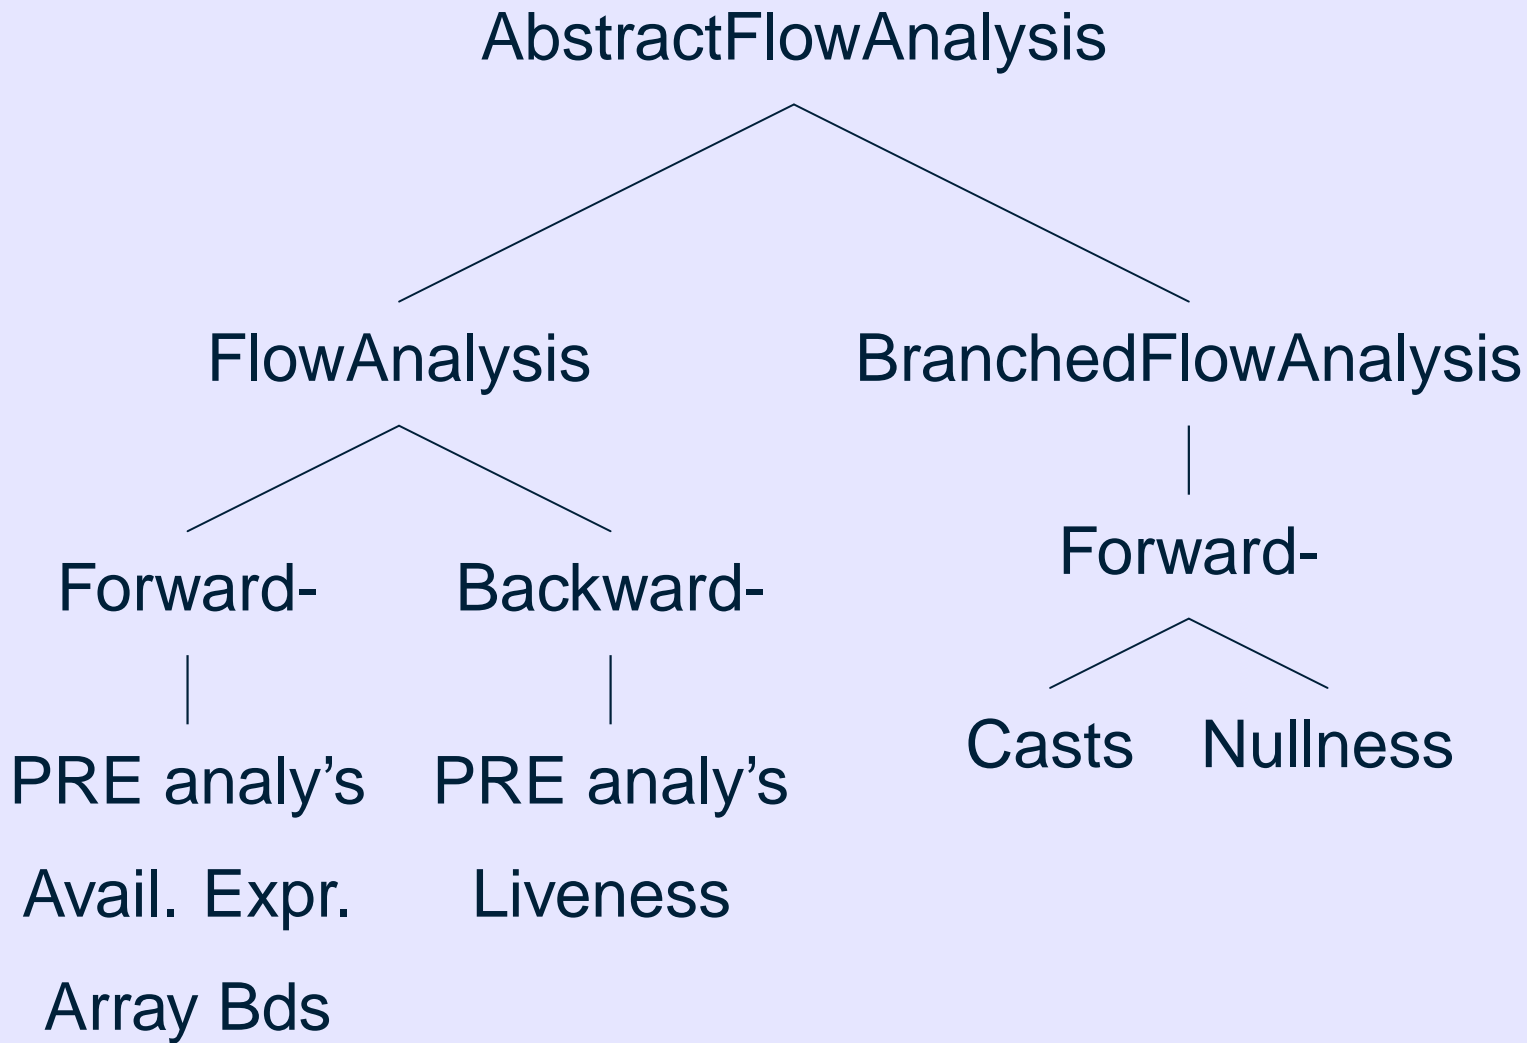 AbstractFlowAnalysis
FlowAnalysis
BranchedFlowAnalysis
Forward-
Backward-
Forward-
PRE analy’s
Avail. Expr.
Array Bds
PRE analy’s
Liveness
Casts
Nullness